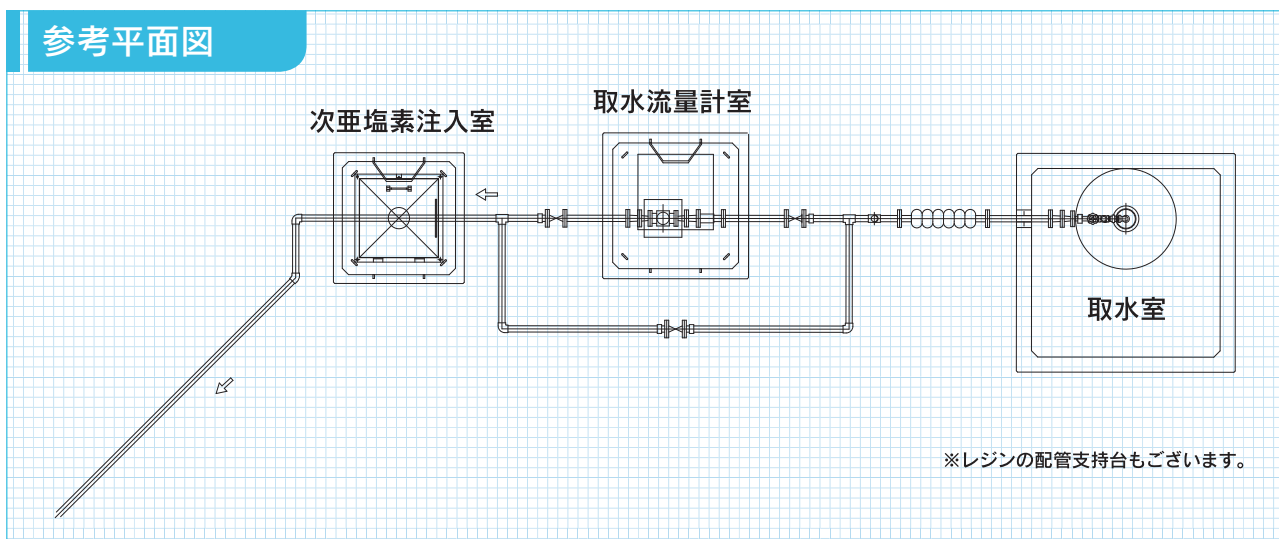 参考平面図
取水流量計室
次亜塩素注入室
取水室
※レジンの配管支持台もございます。